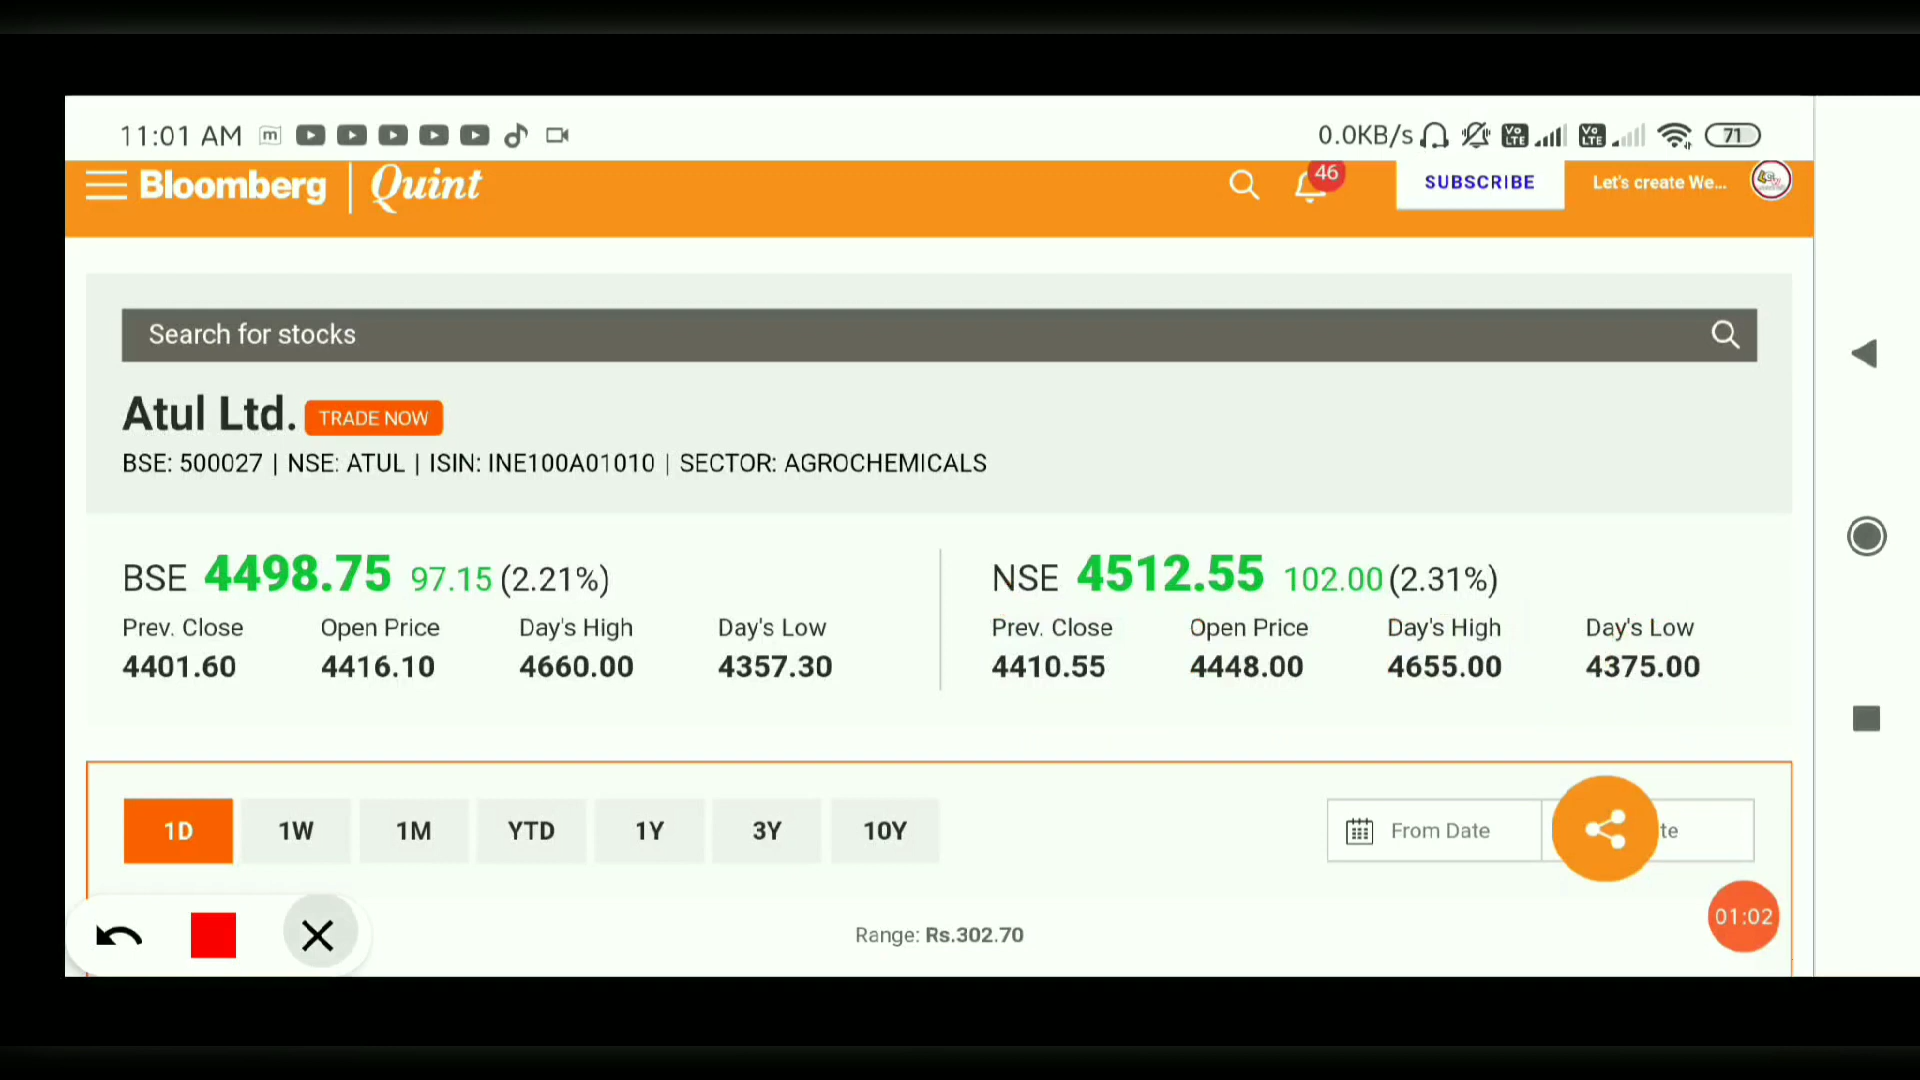 11:01 AM 0.0KB/s 71
Bloomberg | Quint 46 SUBSCRIBE Let's create We...
Search for stocks
Atul Ltd. TRADE NOW
BSE: 500027 | NSE: ATUL | ISIN: INE100A01010 | SECTOR: AGROCHEMICALS
BSE 4498.75 97.15 (2.21%)
Prev. Close Open Price Day's High Day's Low
4401.60 4416.10 4660.00 4357.30
NSE 4512.55 102.00 (2.31%)
Prev. Close Open Price Day's High Day's Low
4410.55 4448.00 4655.00 4375.00
1D 1W 1M YTD 1Y 3Y 10Y From Date te
01:02
Range: Rs.302.70